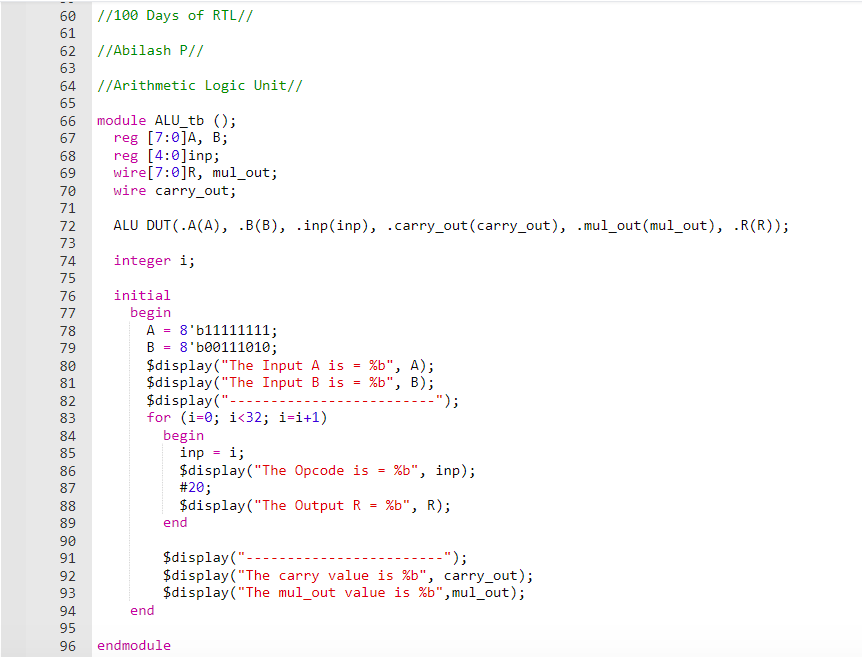 60 //100 Days of RTL//
61
62 //Abilash P//
63
64 //Arithmetic Logic Unit//
65
66 module ALU_tb ();
67 reg [7:0]A, B;
68 reg [4:0]inp;
69 wire[7:0]R, mul_out;
70 wire carry_out;
71
72 ALU DUT(.A(A), .B(B), .inp(inp), .carry_out(carry_out), .mul_out(mul_out), .R(R));
73
74 integer i;
75
76 initial
77 begin
78 A = 8'b11111111;
79 B = 8'b00111010;
80 $display("The Input A is = %b", A);
81 $display("The Input B is = %b", B);
82 $display("-------------------------");
83 for (i=0; i<32; i=i+1)
84 begin
85 inp = i;
86 $display("The Opcode is = %b", inp);
87 #20;
88 $display("The Output R = %b", R);
89 end
90
91 $display("------------------------");
92 $display("The carry value is %b", carry_out);
93 $display("The mul_out value is %b",mul_out);
94 end
95
96 endmodule